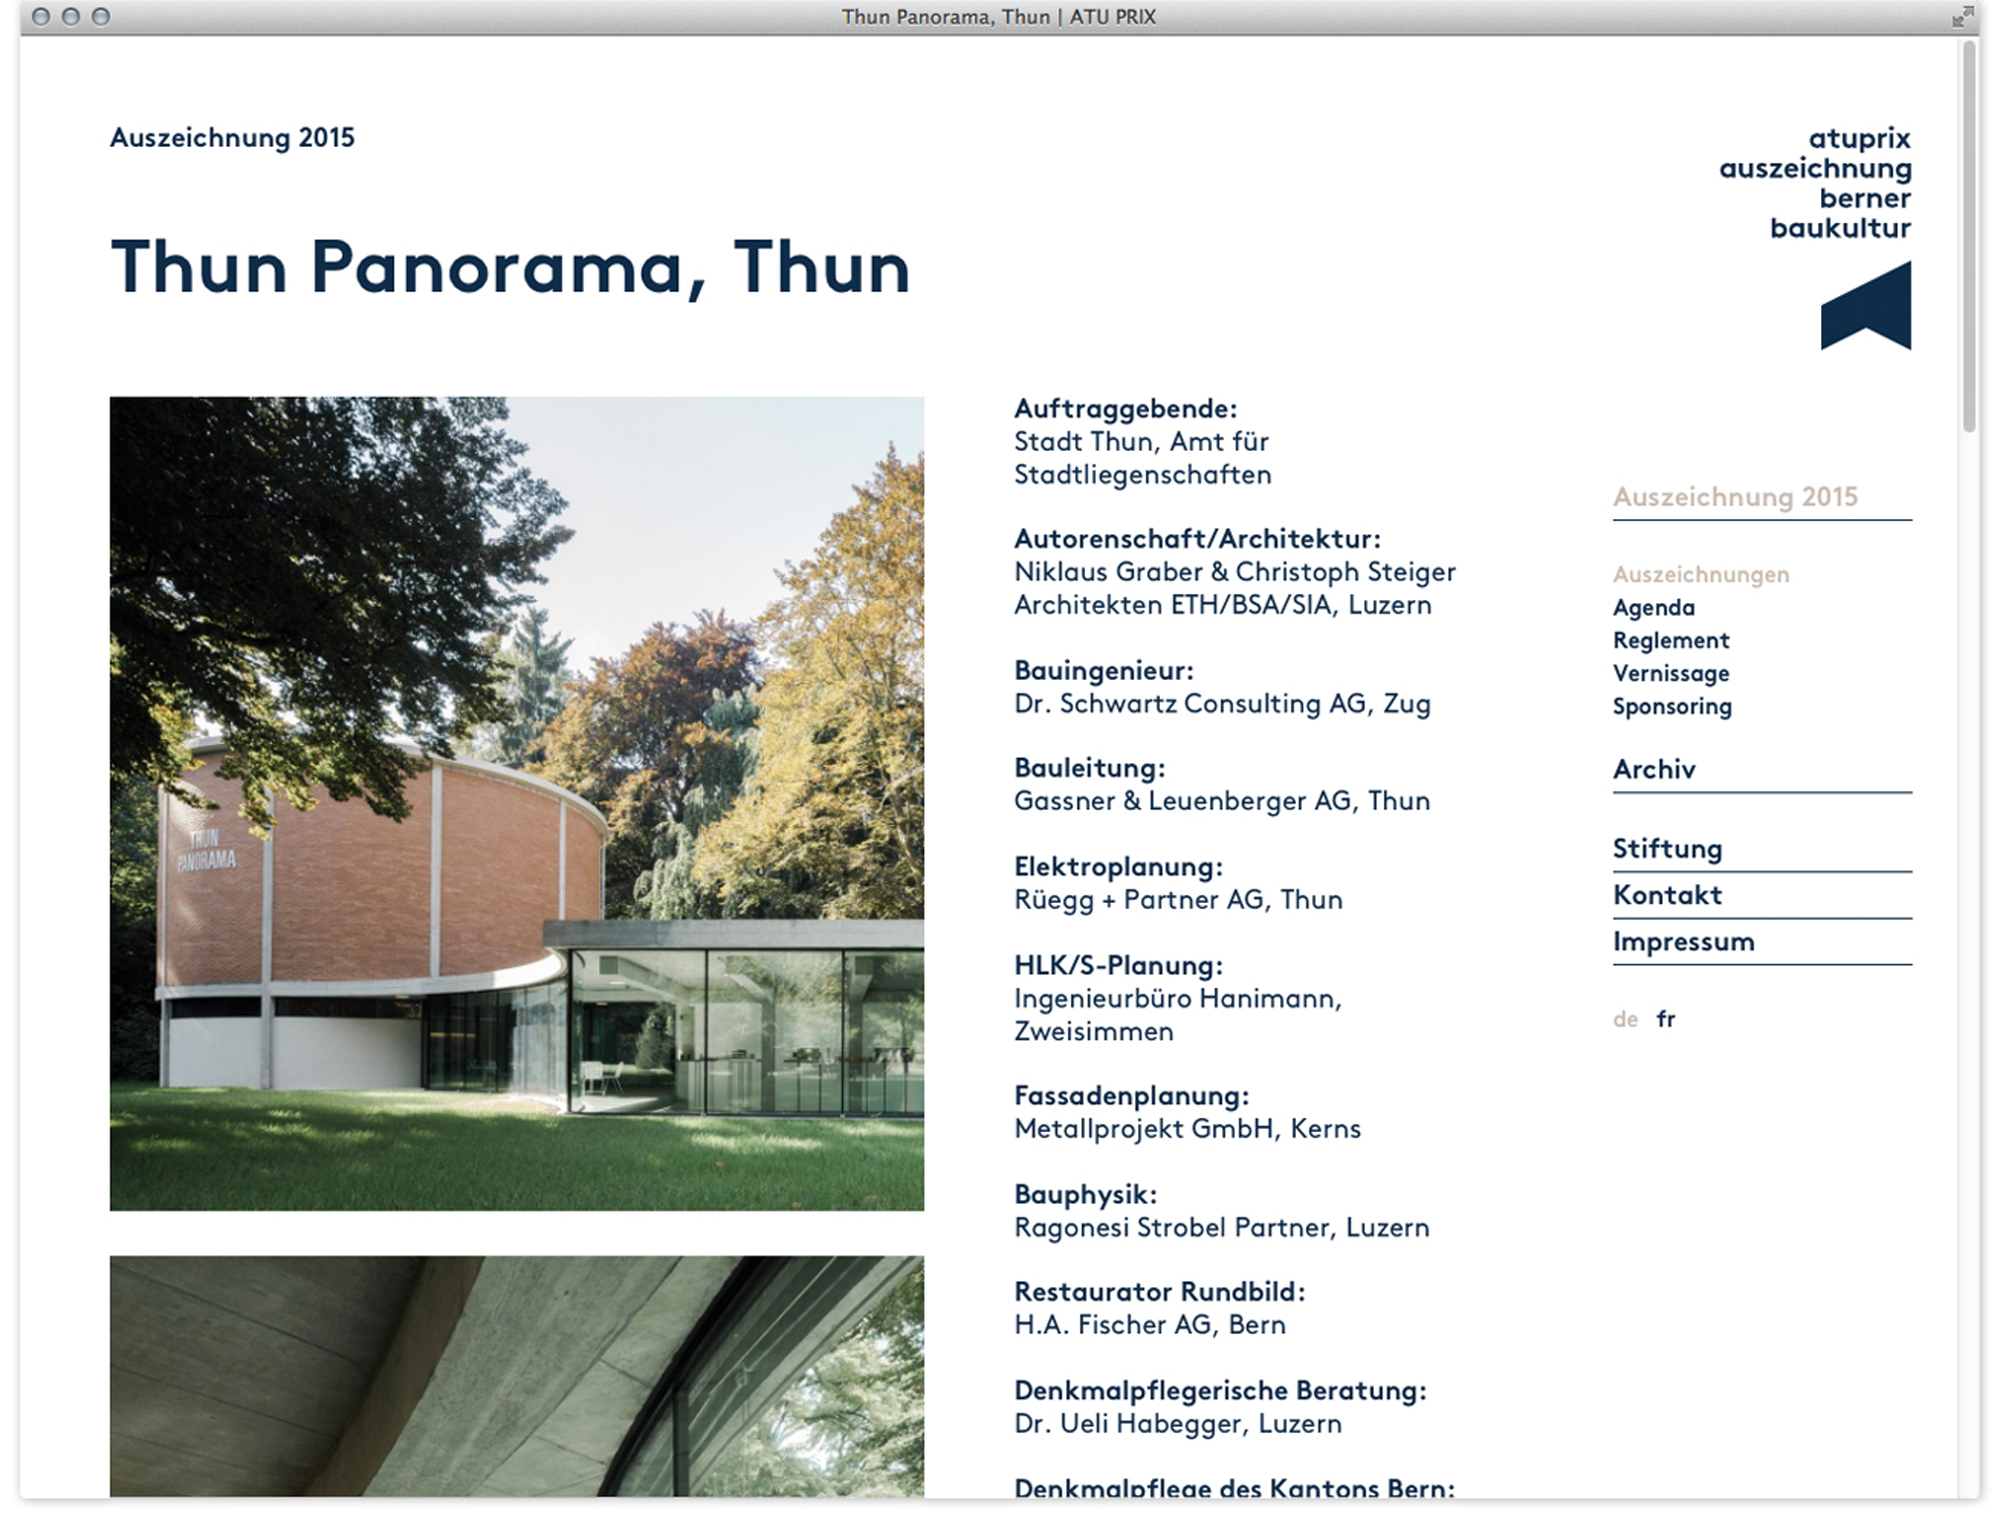 Thun Panorama, Thun | ATU PRIX
Auszeichnung 2015
atuprix
auszeichnung
berner
baukultur
Thun Panorama, Thun
THUN
PANORAMA
Auftraggebende:
Stadt Thun, Amt für
Stadtliegenschaften
Autorenschaft/Architektur:
Niklaus Graber & Christoph Steiger
Architekten ETH/BSA/SIA, Luzern
Bauingenieur:
Dr. Schwartz Consulting AG, Zug
Bauleitung:
Gassner & Leuenberger AG, Thun
Elektroplanung:
Rüegg + Partner AG, Thun
HLK/S-Planung:
Ingenieurbüro Hanimann,
Zweisimmen
Fassadenplanung:
Metallprojekt GmbH, Kerns
Bauphysik:
Ragonesi Strobel Partner, Luzern
Restaurator Rundbild:
H.A. Fischer AG, Bern
Denkmalpflegerische Beratung:
Dr. Ueli Habegger, Luzern
Denkmalpflege des Kantons Bern:
Auszeichnung 2015
Auszeichnungen
Agenda
Reglement
Vernissage
Sponsoring
Archiv
Stiftung
Kontakt
Impressum
de fr